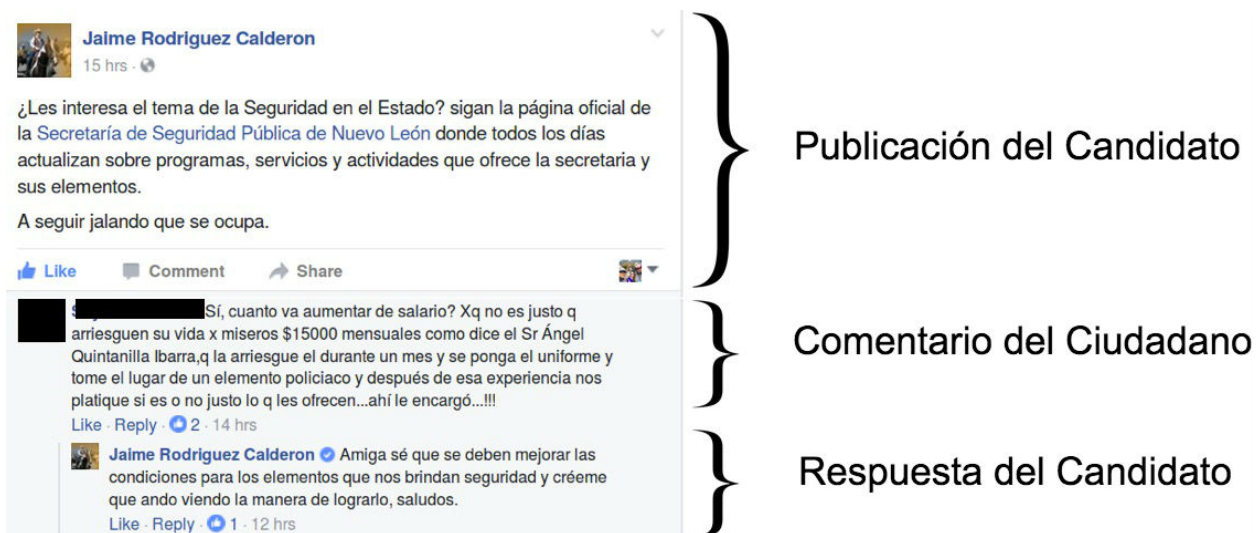 Jaime Rodriguez Calderon
15 hrs ·
¿Les interesa el tema de la Seguridad en el Estado? sigan la página oficial de
la Secretaría de Seguridad Pública de Nuevo León donde todos los días
actualizan sobre programas, servicios y actividades que ofrece la secretaria y
sus elementos.
A seguir jalando que se ocupa.
Like Comment Share
Publicación del Candidato
Sí, cuanto va aumentar de salario? Xq no es justo q
arriesguen su vida x miseros $15000 mensuales como dice el Sr Ángel
Quintanilla Ibarra,q la arriesgue el durante un mes y se ponga el uniforme y
tome el lugar de un elemento policiaco y después de esa experiencia nos
platique si es o no justo lo q les ofrecen...ahí le encargó...!!!
Like · Reply · 2 · 14 hrs
Comentario del Ciudadano
Jaime Rodriguez Calderon Amiga sé que se deben mejorar las
condiciones para los elementos que nos brindan seguridad y créeme
que ando viendo la manera de lograrlo, saludos.
Like · Reply · 1 · 12 hrs
Respuesta del Candidato